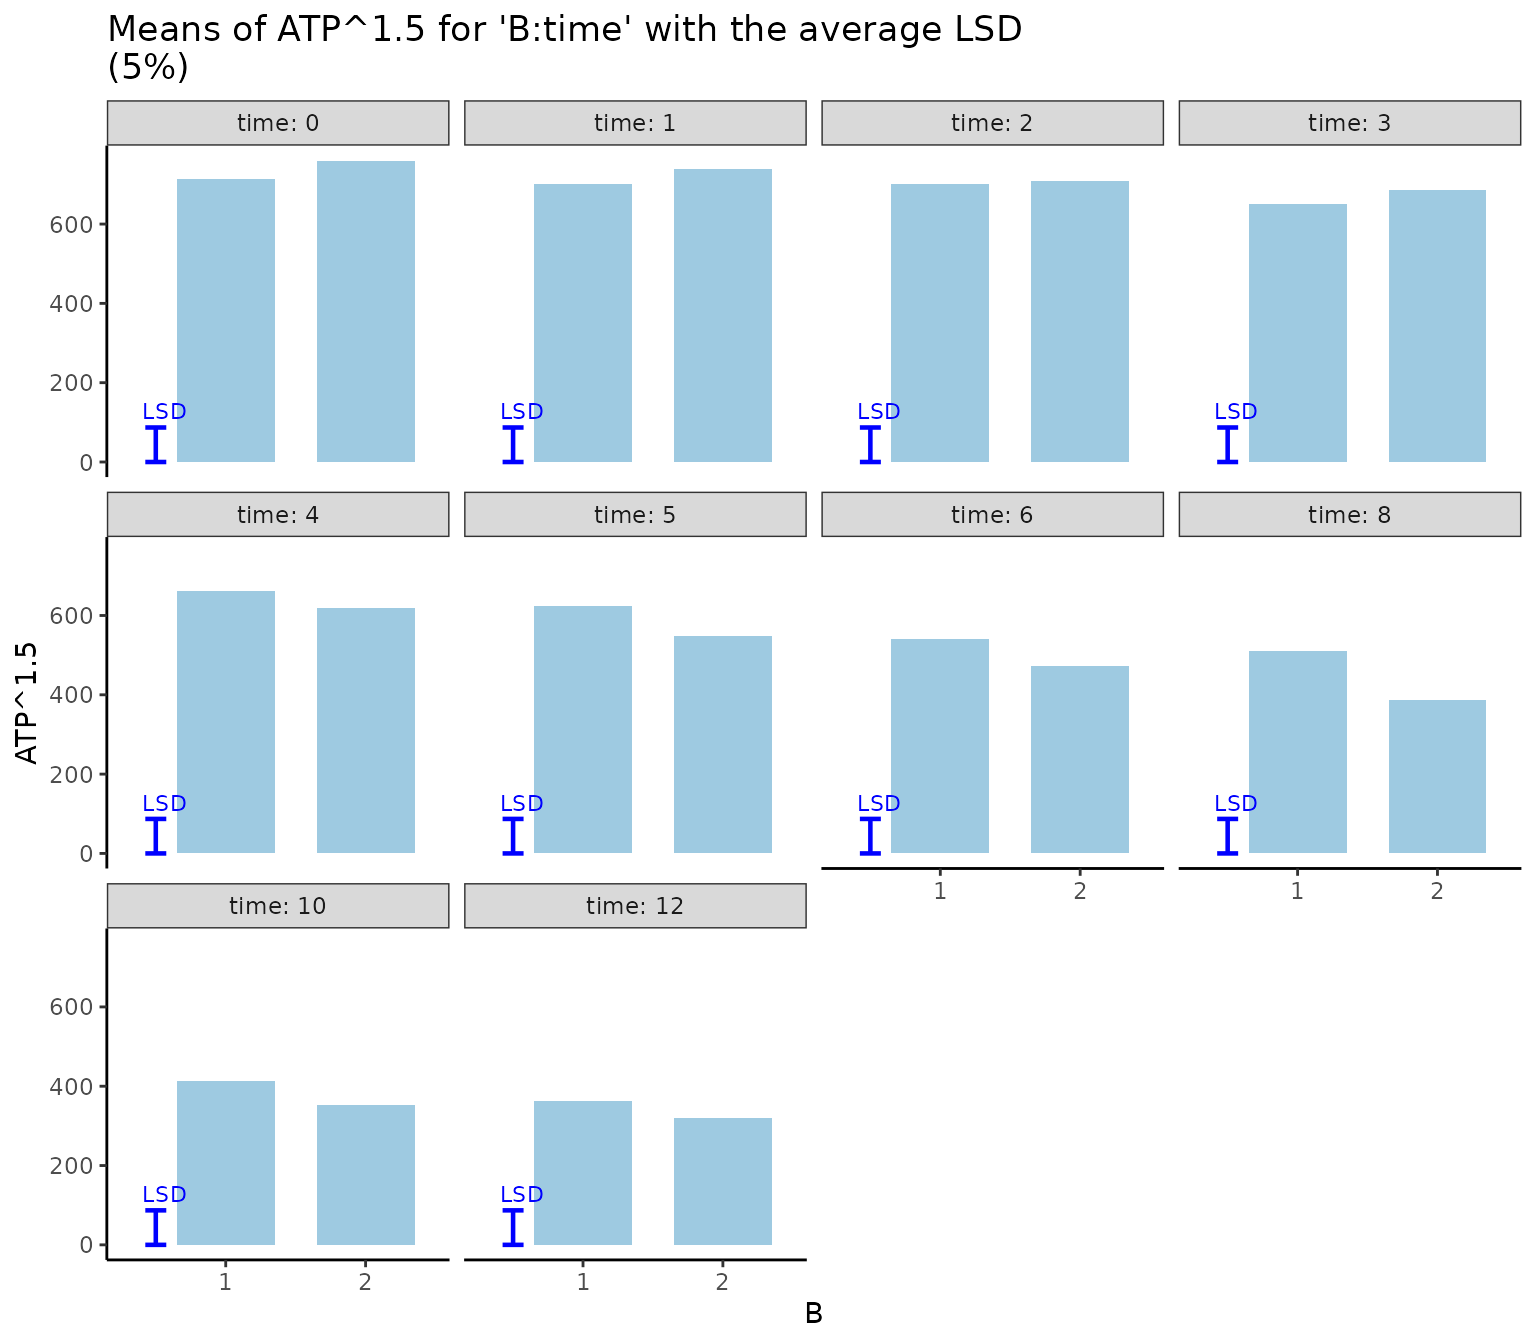 Means of ATP^1.5 for 'B:time' with the average LSD
(5%)
time: 0 time: 1 time: 2 time: 3
600
400
200
0
LSD LSD LSD LSD
time: 4 time: 5 time: 6 time: 8
600
400
200
0
LSD LSD LSD LSD
1 2 1 2
ATP^1.5
time: 10 time: 12
600
400
200
0
LSD LSD
1 2 1 2
B